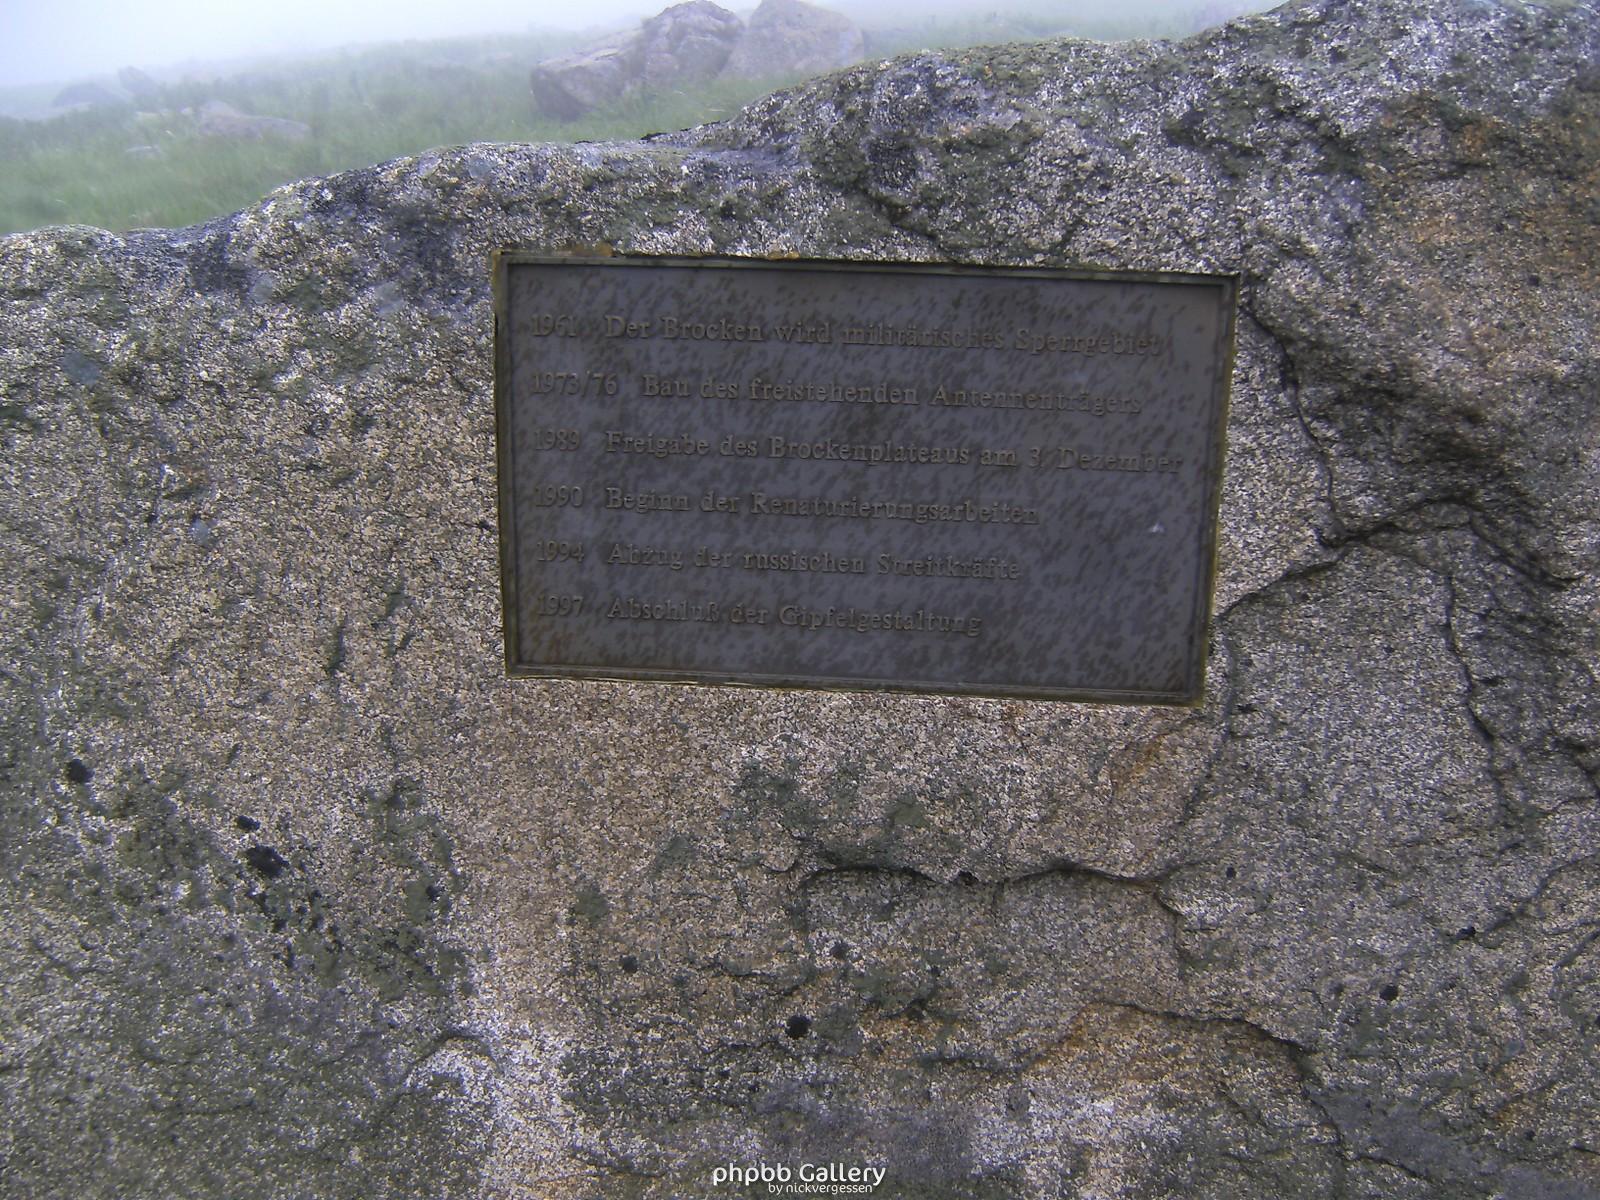 1961 Der Brocken wird militärisches Sperrgebiet
1973/76 Bau des freistehenden Antennenträgers
1989 Freigabe des Brockenplateaus am 3. Dezember
1990 Beginn der Renaturierungsarbeiten
1994 Abzug der russischen Streitkräfte
1997 Abschluß der Gipfelgestaltung
phpbb Gallery
by nickvergessen